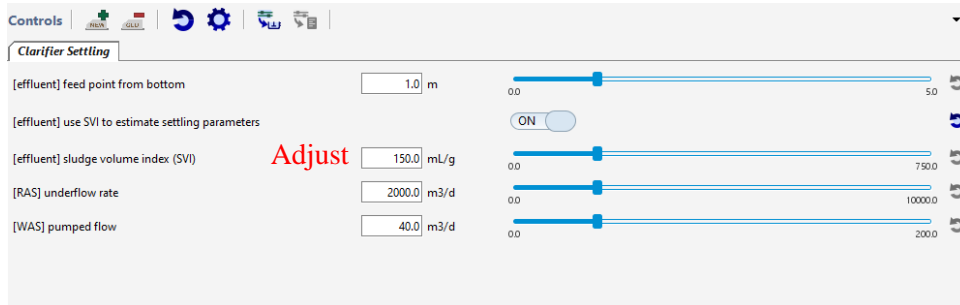 Controls NEW GLO
Clarifier Settling
[effluent] feed point from bottom 1.0 m 0.0 5.0
[effluent] use SVI to estimate settling parameters ON
[effluent] sludge volume index (SVI) Adjust 150.0 mL/g 0.0 750.0
[RAS] underflow rate 2000.0 m3/d 0.0 10000.0
[WAS] pumped flow 40.0 m3/d 0.0 200.0